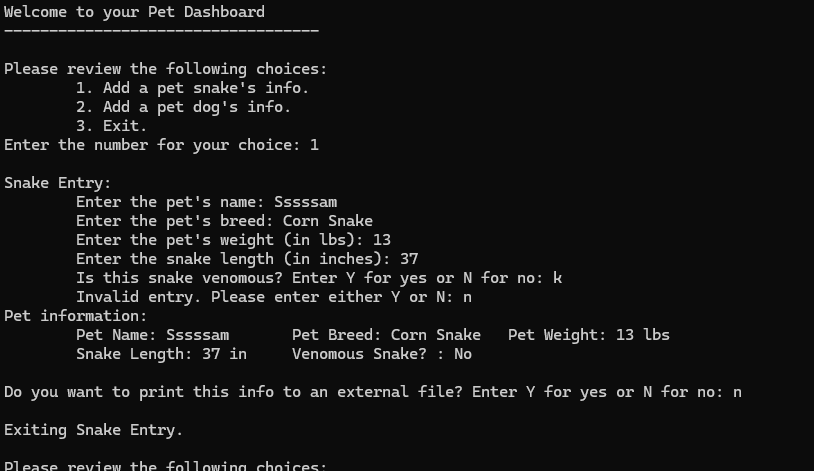 Welcome to your Pet Dashboard
-----------------------------------
Please review the following choices:
1. Add a pet snake's info.
2. Add a pet dog's info.
3. Exit.
Enter the number for your choice: 1
Snake Entry:
Enter the pet's name: Sssssam
Enter the pet's breed: Corn Snake
Enter the pet's weight (in lbs): 13
Enter the snake length (in inches): 37
Is this snake venomous? Enter Y for yes or N for no: k
Invalid entry. Please enter either Y or N: n
Pet information:
Pet Name: Sssssam Pet Breed: Corn Snake Pet Weight: 13 lbs
Snake Length: 37 in Venomous Snake? : No
Do you want to print this info to an external file? Enter Y for yes or N for no: n
Exiting Snake Entry.
Please review the following choices: